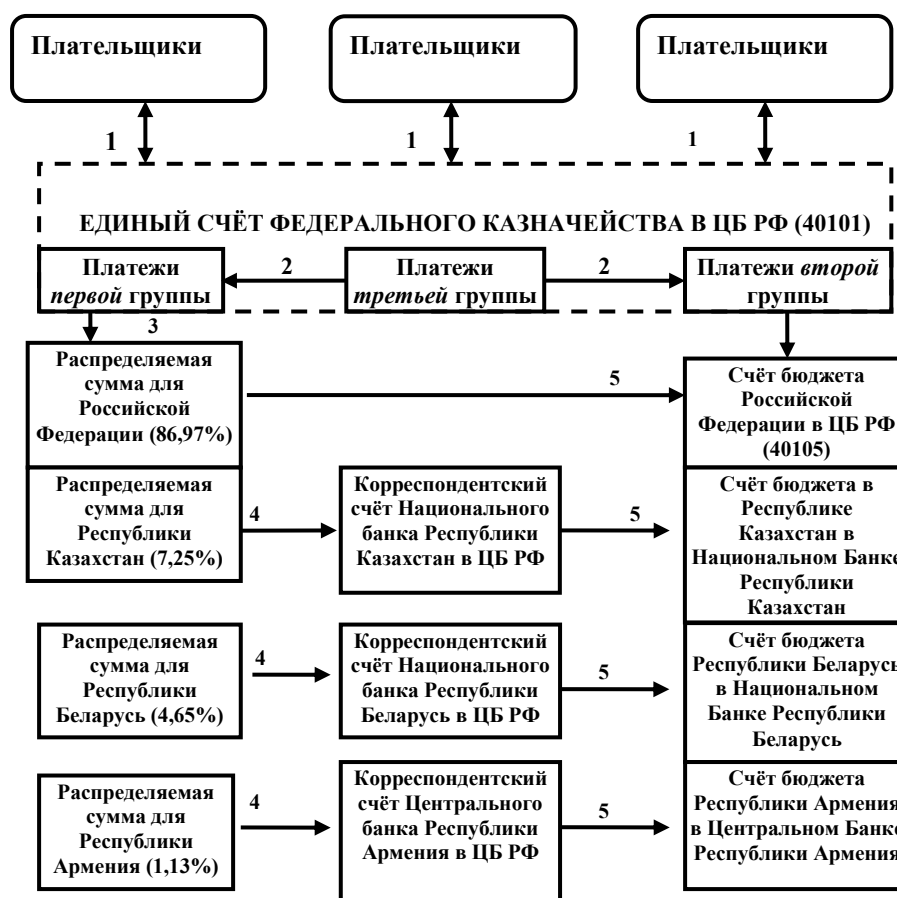 Плательщики
Плательщики
Плательщики
1
1
1
ЕДИНЫЙ СЧЁТ ФЕДЕРАЛЬНОГО КАЗНАЧЕЙСТВА В ЦБ РФ (40101)
Платежи
первой группы
2
Платежи
третьей группы
2
Платежи второй
группы
3
Распределяемая
сумма для
Российской
Федерации (86,97%)
5
Счёт бюджета
Российской
Федерации в ЦБ РФ
(40105)
Распределяемая
сумма для
Республики
Казахстан (7,25%)
4
Корреспондентский
счёт Национального
банка Республики
Казахстан в ЦБ РФ
5
Счёт бюджета в
Республике
Казахстан в
Национальном Банке
Республики
Казахстан
Распределяемая
сумма для
Республики
Беларусь (4,65%)
4
Корреспондентский
счёт Национального
банка Республики
Беларусь в ЦБ РФ
5
Счёт бюджета
Республики Беларусь
в Национальном
Банке Республики
Беларусь
Распределяемая
сумма для
Республики
Армения (1,13%)
4
Корреспондентский
счёт Центрального
банка Республики
Армения в ЦБ РФ
5
Счёт бюджета
Республики Армения
в Центральном Банке
Республики Армения